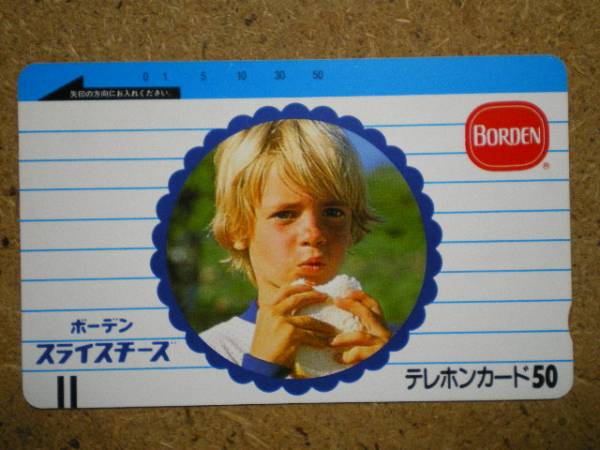 0 1 5 10 30 50
矢印の方向にお入れください。
BORDEN
®
ボーデン
スライスチーズ
テレホンカード50